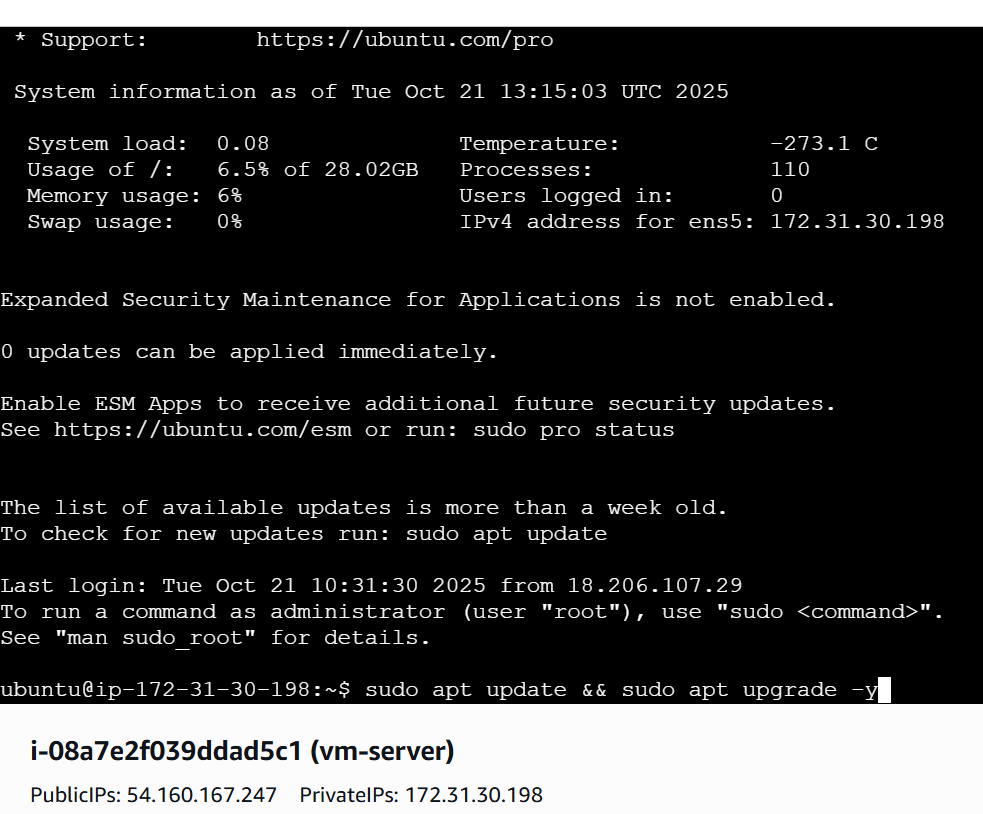 * Support:        https://ubuntu.com/pro
System information as of Tue Oct 21 13:15:03 UTC 2025
System load:  0.08              Temperature:           -273.1 C
Usage of /:   6.5% of 28.02GB   Processes:             110
Memory usage: 6%                Users logged in:       0
Swap usage:   0%                IPv4 address for ens5: 172.31.30.198
Expanded Security Maintenance for Applications is not enabled.
0 updates can be applied immediately.
Enable ESM Apps to receive additional future security updates.
See https://ubuntu.com/esm or run: sudo pro status
The list of available updates is more than a week old.
To check for new updates run: sudo apt update
Last login: Tue Oct 21 10:31:30 2025 from 18.206.107.29
To run a command as administrator (user "root"), use "sudo <command>".
See "man sudo_root" for details.
ubuntu@ip-172-31-30-198:~$ sudo apt update && sudo apt upgrade -y
i-08a7e2f039ddad5c1 (vm-server)
PublicIPs: 54.160.167.247    PrivateIPs: 172.31.30.198